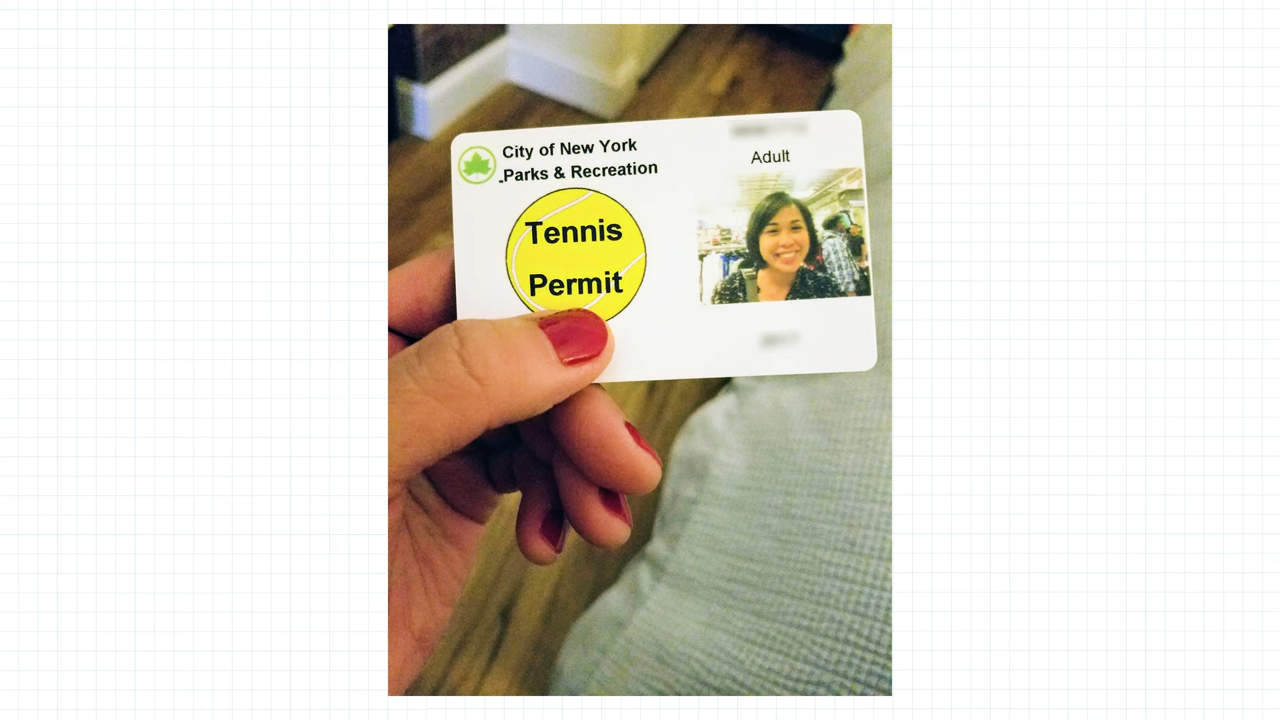 City of New York
Parks & Recreation
Tennis
Permit
Adult